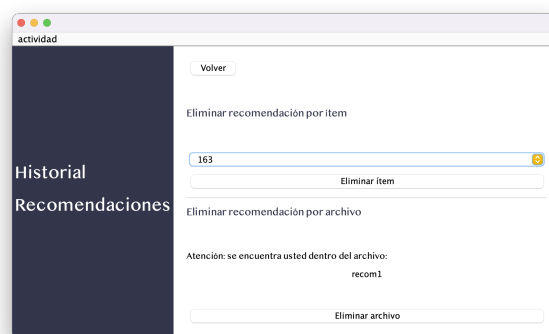 actividad
Volver
Eliminar recomendación por ítem
163
Eliminar ítem
Historial
Recomendaciones
Eliminar recomendación por archivo
Atención: se encuentra usted dentro del archivo:
recom1
Eliminar archivo